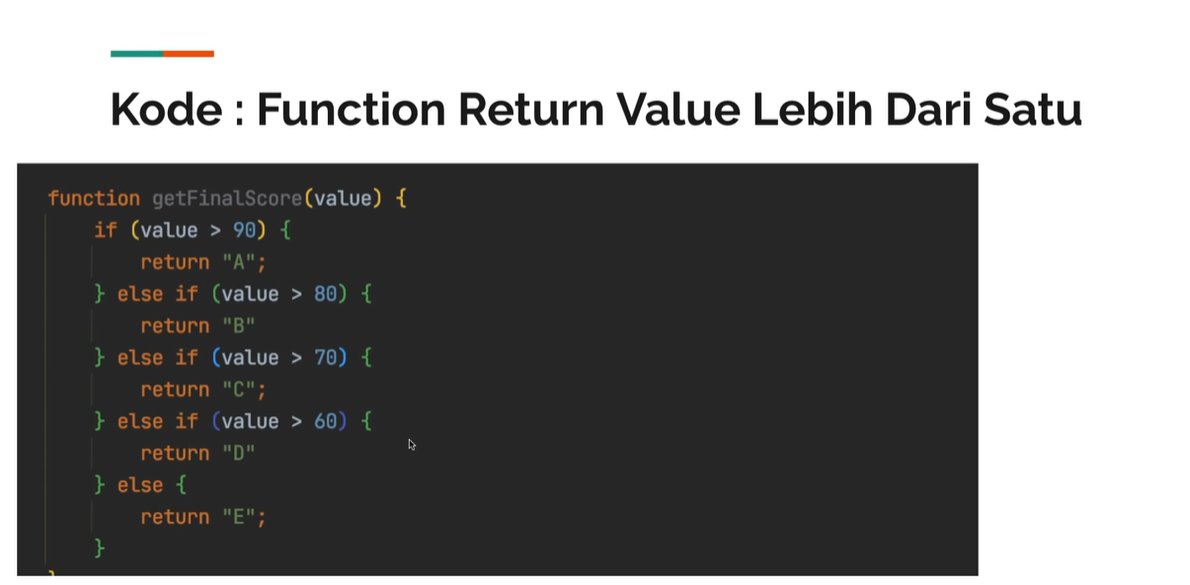 Kode : Function Return Value Lebih Dari Satu
function getFinalScore(value) {
    if (value > 90) {
        return "A";
    } else if (value > 80) {
        return "B"
    } else if (value > 70) {
        return "C";
    } else if (value > 60) {
        return "D"
    } else {
        return "E";
    }
}